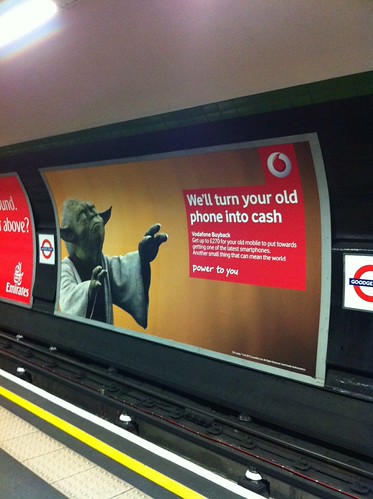 und.
above?
Emirates
We'll turn your old
phone into cash
Vodafone Buyback
Get up to £270 for your old mobile to put towards
getting one of the latest smartphones.
Another small thing that can mean the world
power to you
GOODGE